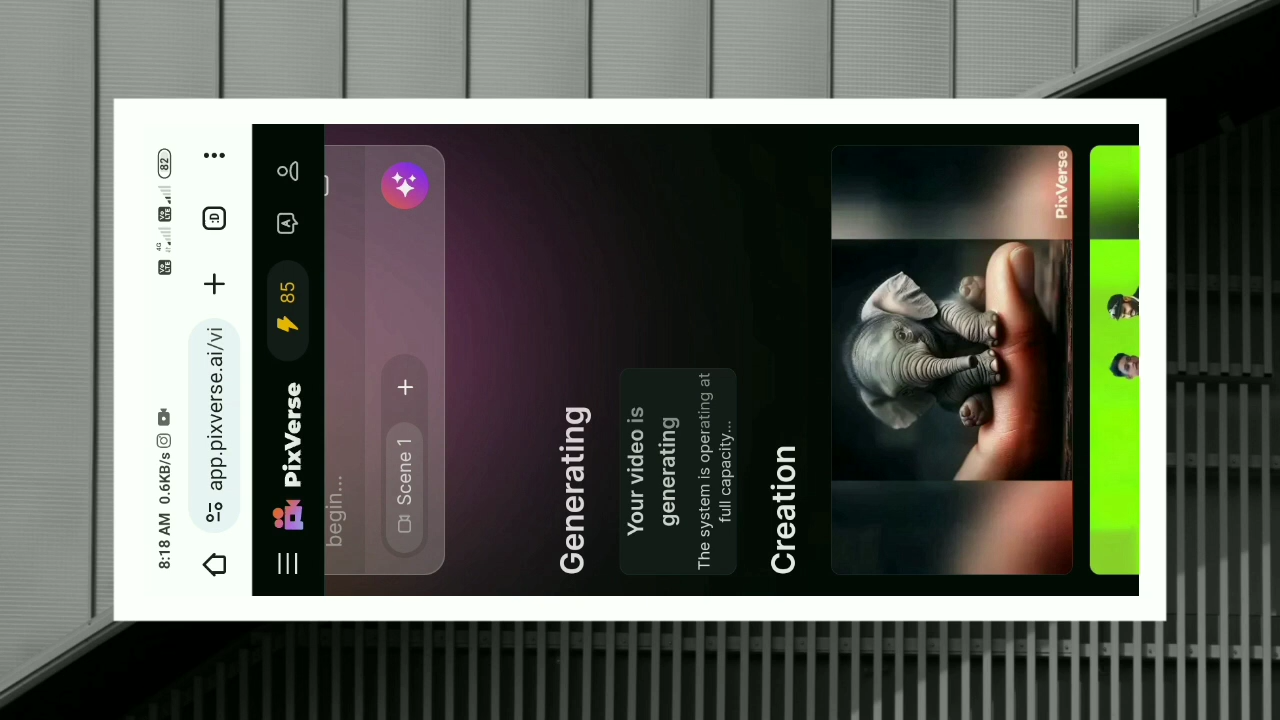 8:18 AM 0.6KB/s
4G
82
app.pixverse.ai/vi
:D
PixVerse
85
A
begin...
Scene 1
Generating
Your video is
generating
The system is operating at
full capacity...
Creation
PixVerse